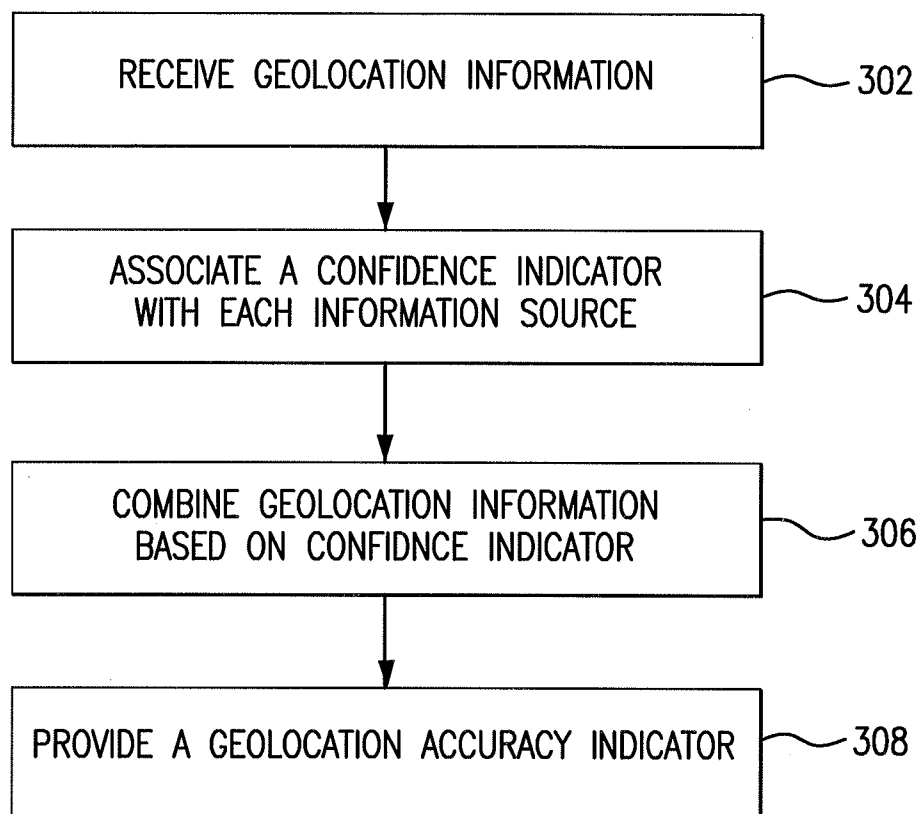 RECEIVE GEOLOCATION INFORMATION
302
ASSOCIATE A CONFIDENCE INDICATOR
WITH EACH INFORMATION SOURCE
304
COMBINE GEOLOCATION INFORMATION
BASED ON CONFIDNCE INDICATOR
306
PROVIDE A GEOLOCATION ACCURACY INDICATOR
308